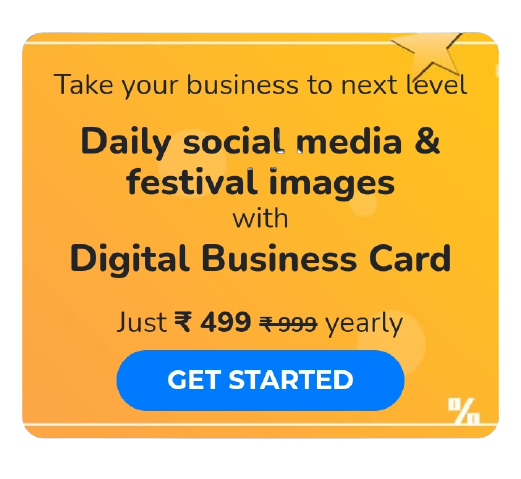 Take your business to next level
Daily social media &
festival images
with
Digital Business Card
Just ₹ 499 ₹ 999 yearly
GET STARTED
%